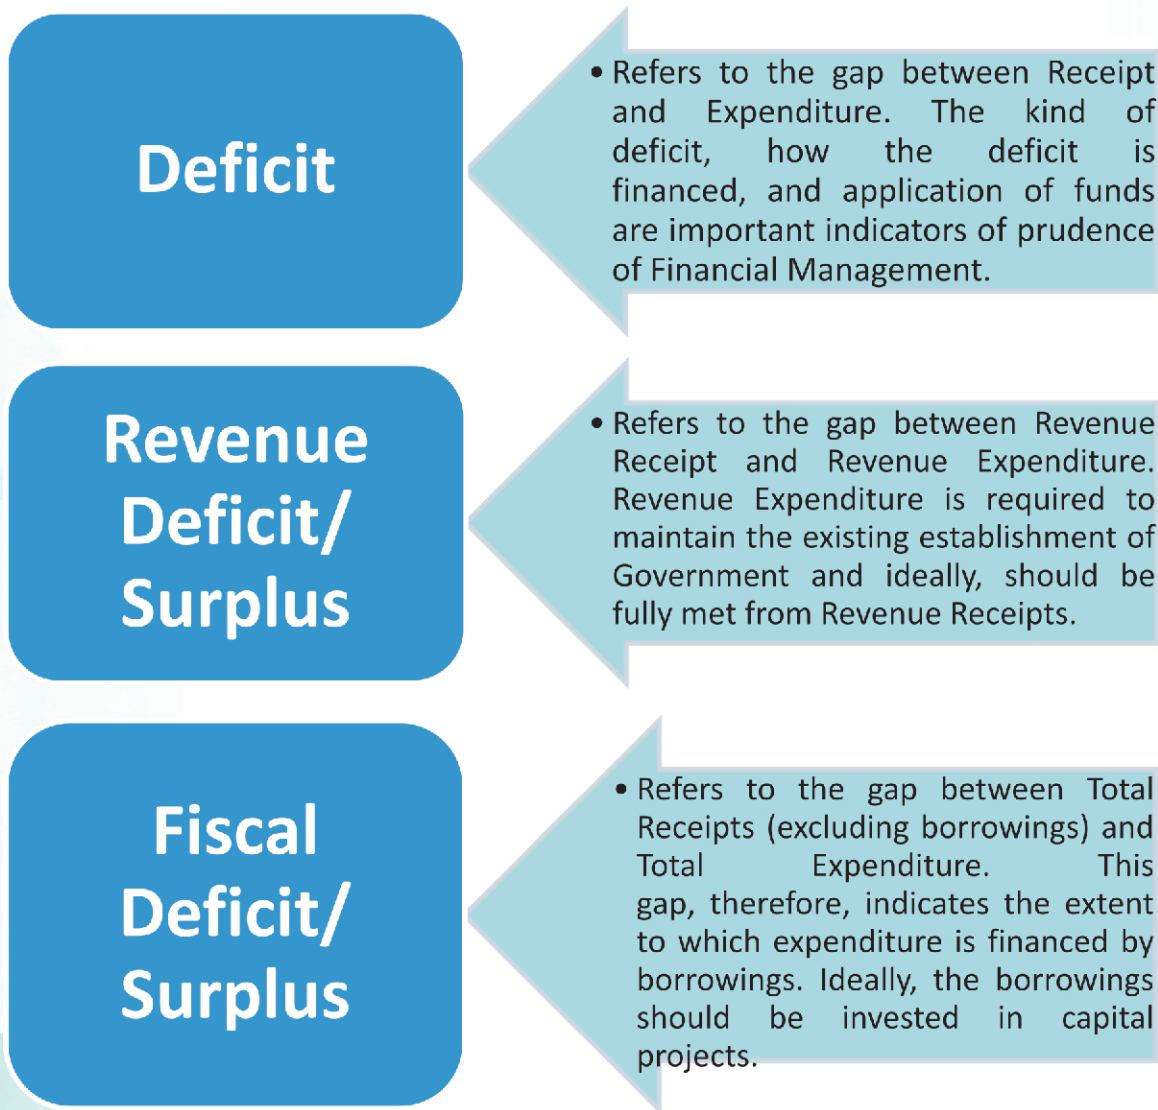 Deficit
• Refers to the gap between Receipt
and Expenditure. The kind of
deficit, how the deficit is
financed, and application of funds
are important indicators of prudence
of Financial Management.
Revenue
Deficit/
Surplus
• Refers to the gap between Revenue
Receipt and Revenue Expenditure.
Revenue Expenditure is required to
maintain the existing establishment of
Government and ideally, should be
fully met from Revenue Receipts.
Fiscal
Deficit/
Surplus
• Refers to the gap between Total
Receipts (excluding borrowings) and
Total Expenditure. This
gap, therefore, indicates the extent
to which expenditure is financed by
borrowings. Ideally, the borrowings
should be invested in capital
projects.